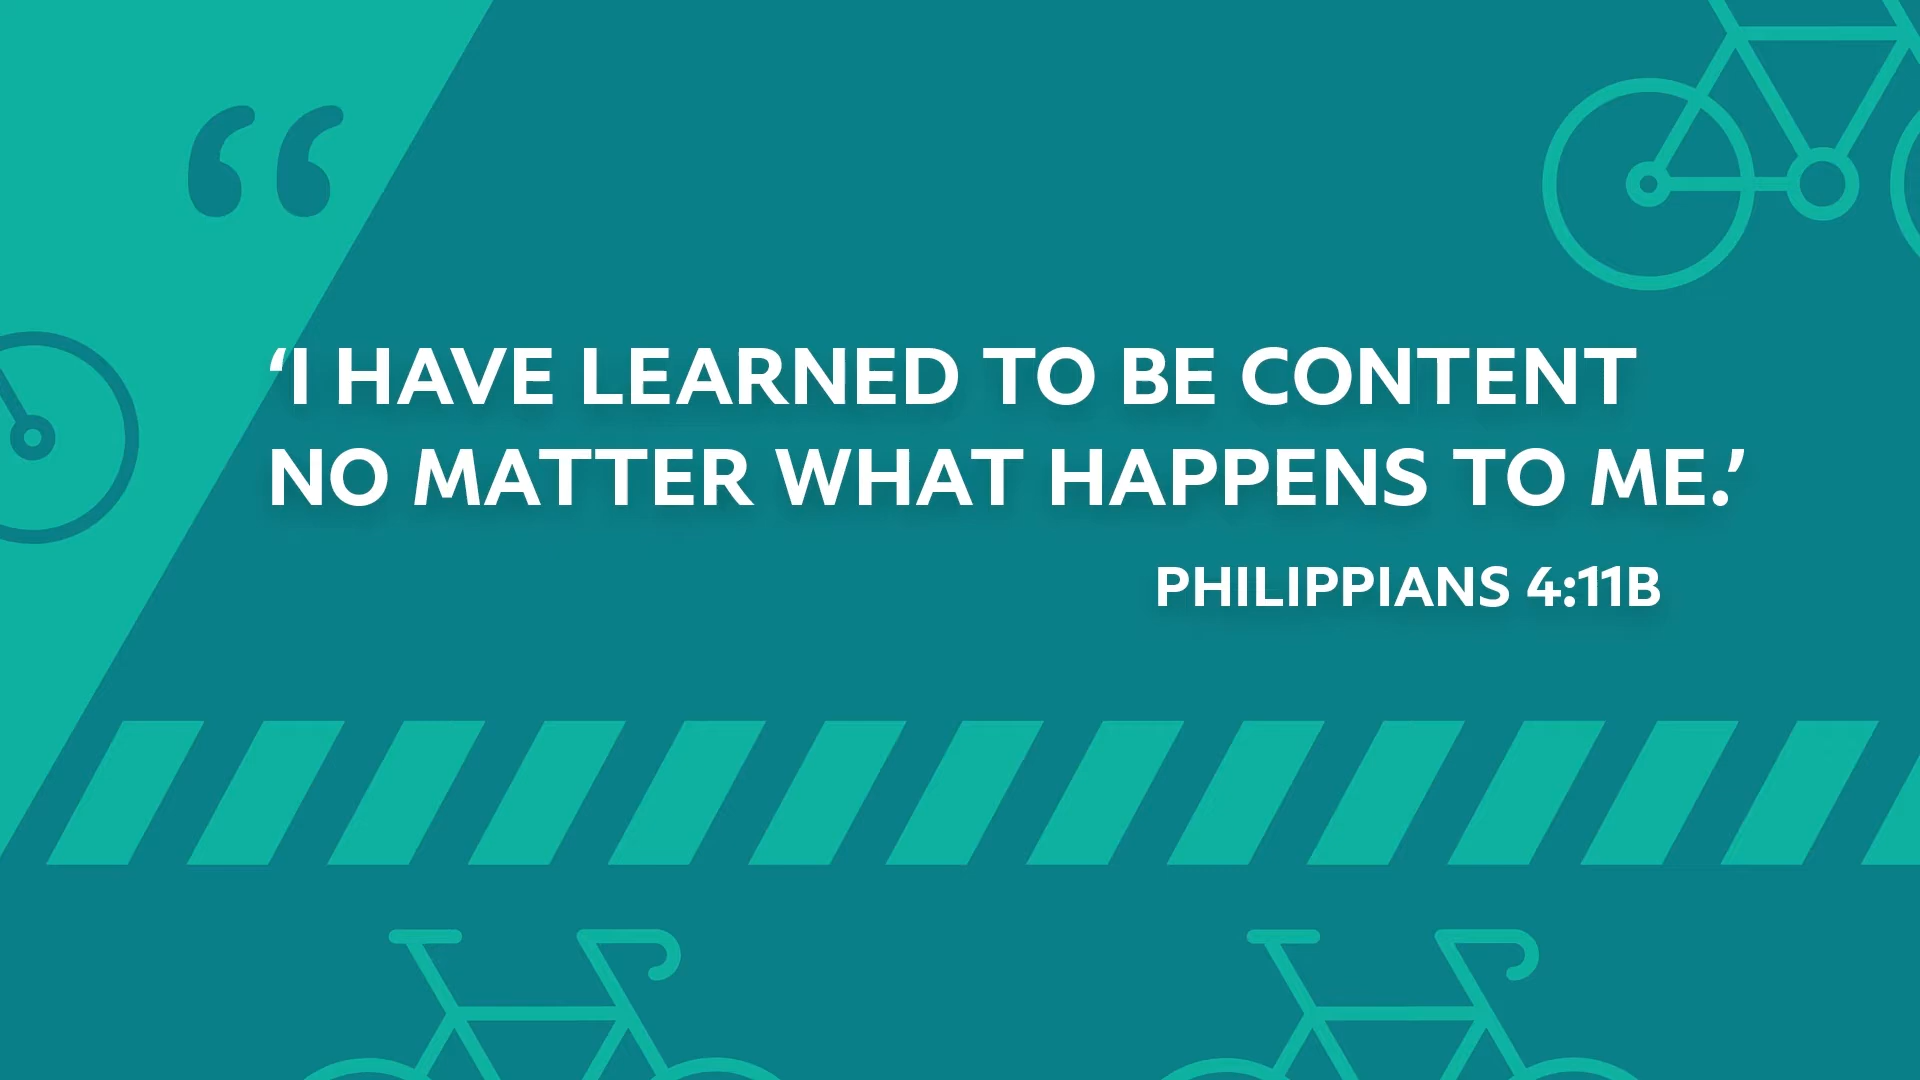 “
‘I HAVE LEARNED TO BE CONTENT
NO MATTER WHAT HAPPENS TO ME.’
PHILIPPIANS 4:11B